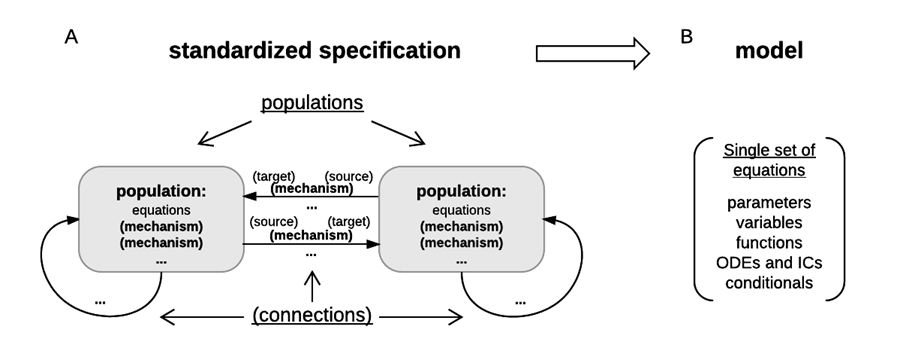 A
standardized specification
populations
population:
equations
(mechanism)
(mechanism)
...
...
(target) (source)
(mechanism)
...
(source) (target)
(mechanism)
...
population:
equations
(mechanism)
(mechanism)
...
...
(connections)
B
model
Single set of
equations
parameters
variables
functions
ODEs and ICs
conditionals